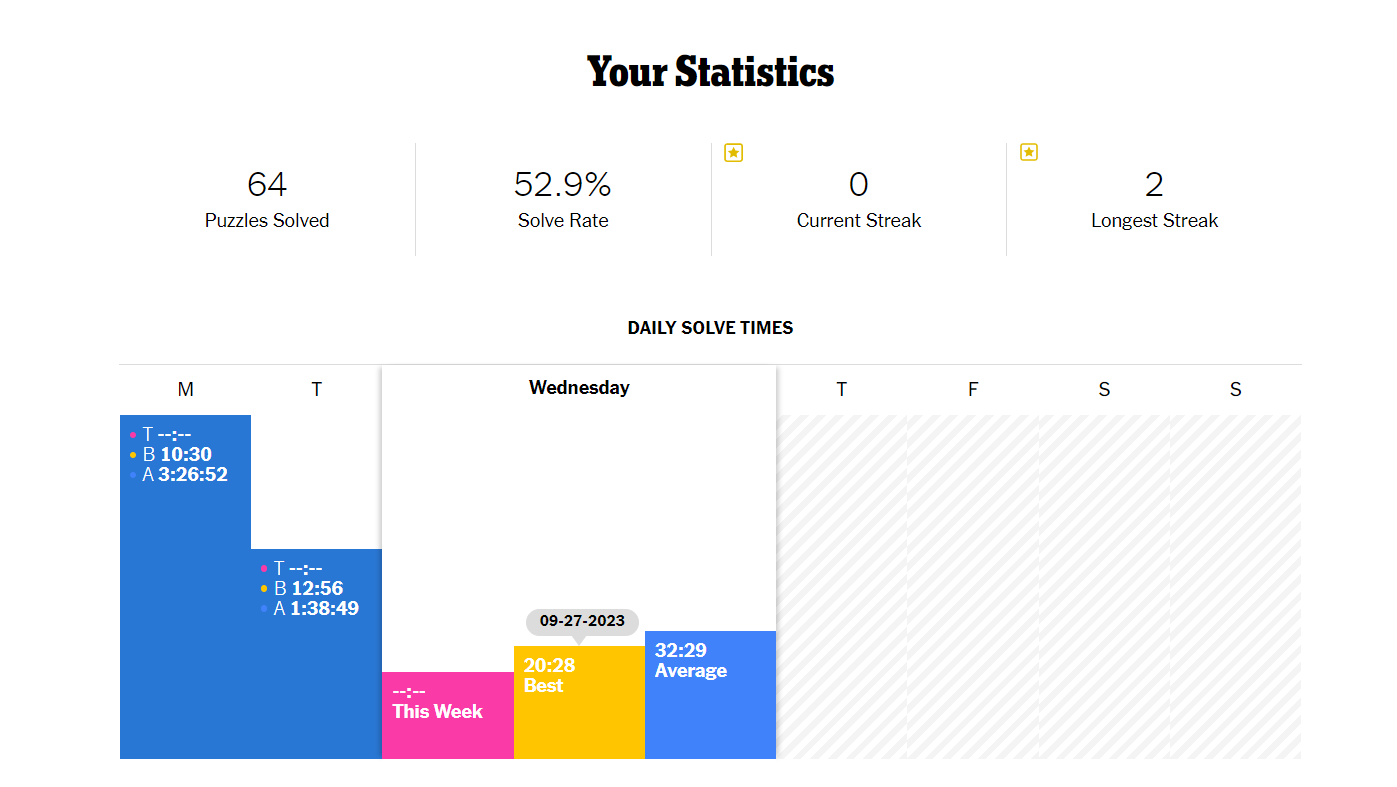 Your Statistics
64
Puzzles Solved
52.9%
Solve Rate
0
Current Streak
2
Longest Streak
DAILY SOLVE TIMES
M
T
Wednesday
T
F
S
S
T --:--
B 10:30
A 3:26:52
T --:--
B 12:56
A 1:38:49
--:--
This Week
09-27-2023
20:28
Best
32:29
Average